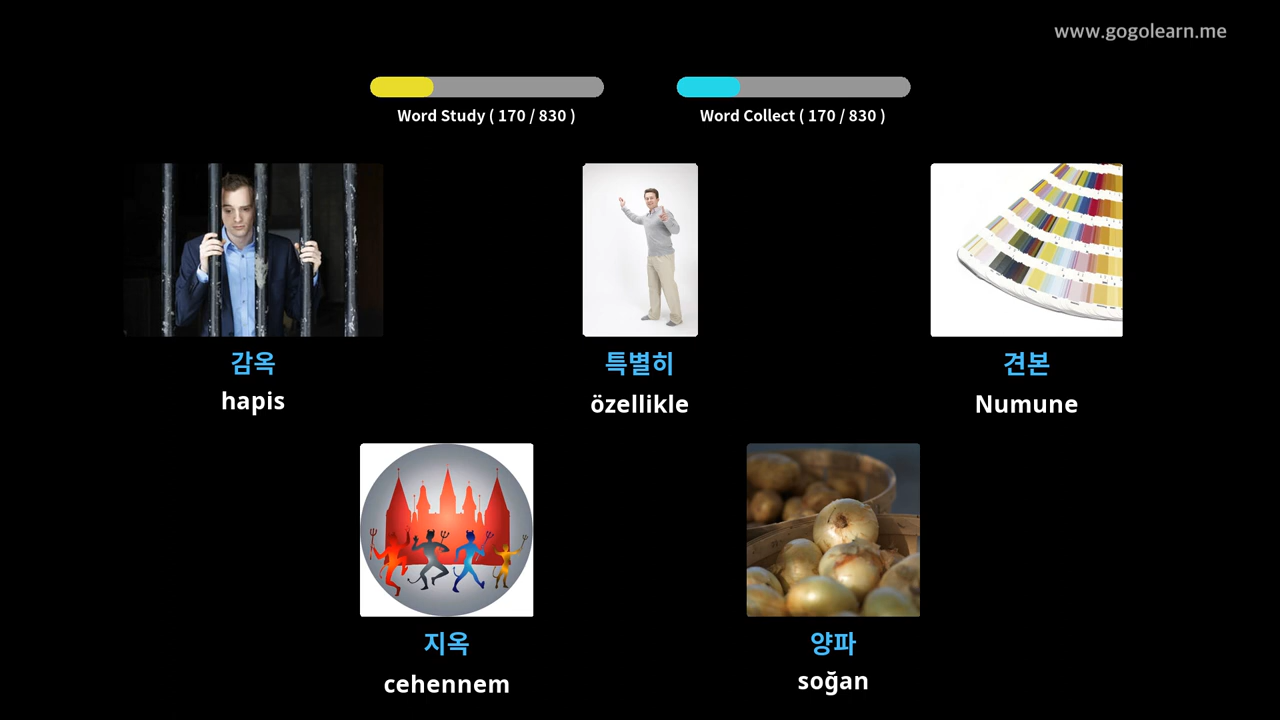 www.gogolearn.me
Word Study ( 170 / 830 )
Word Collect ( 170 / 830 )
감옥
hapis
특별히
özellikle
견본
Numune
지옥
cehennem
양파
soğan